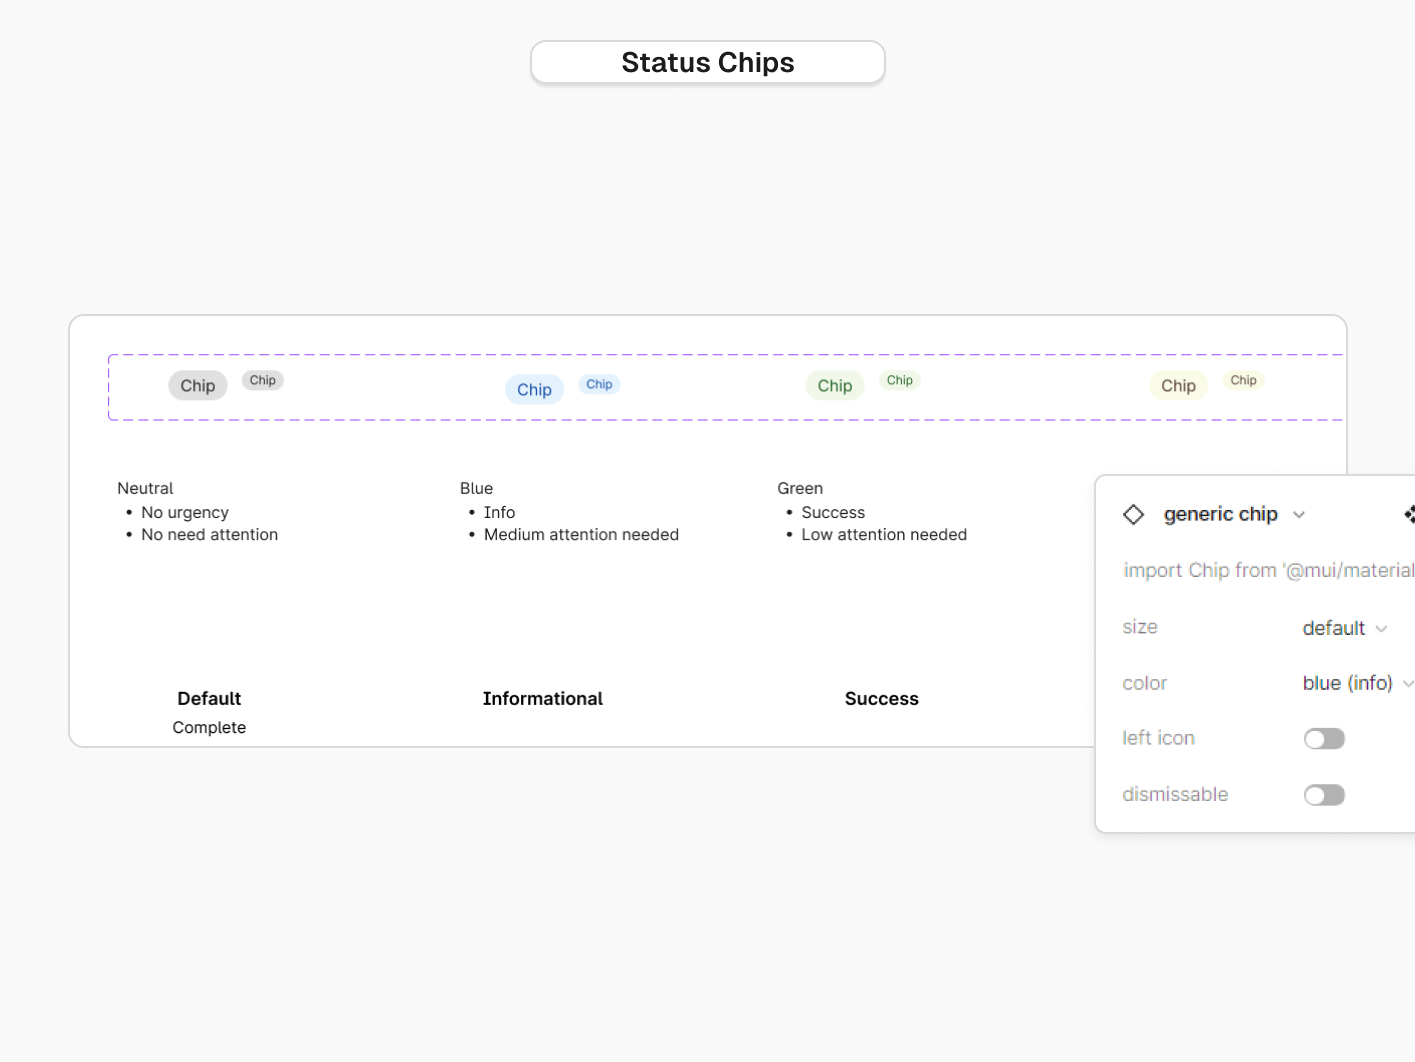 Status Chips
Chip Chip Chip Chip Chip Chip Chip Chip
Neutral
• No urgency
• No need attention
Blue
• Info
• Medium attention needed
Green
• Success
• Low attention needed
Default
Complete
Informational
Success
generic chip
import Chip from '@mui/material
size default
color blue (info)
left icon
dismissable